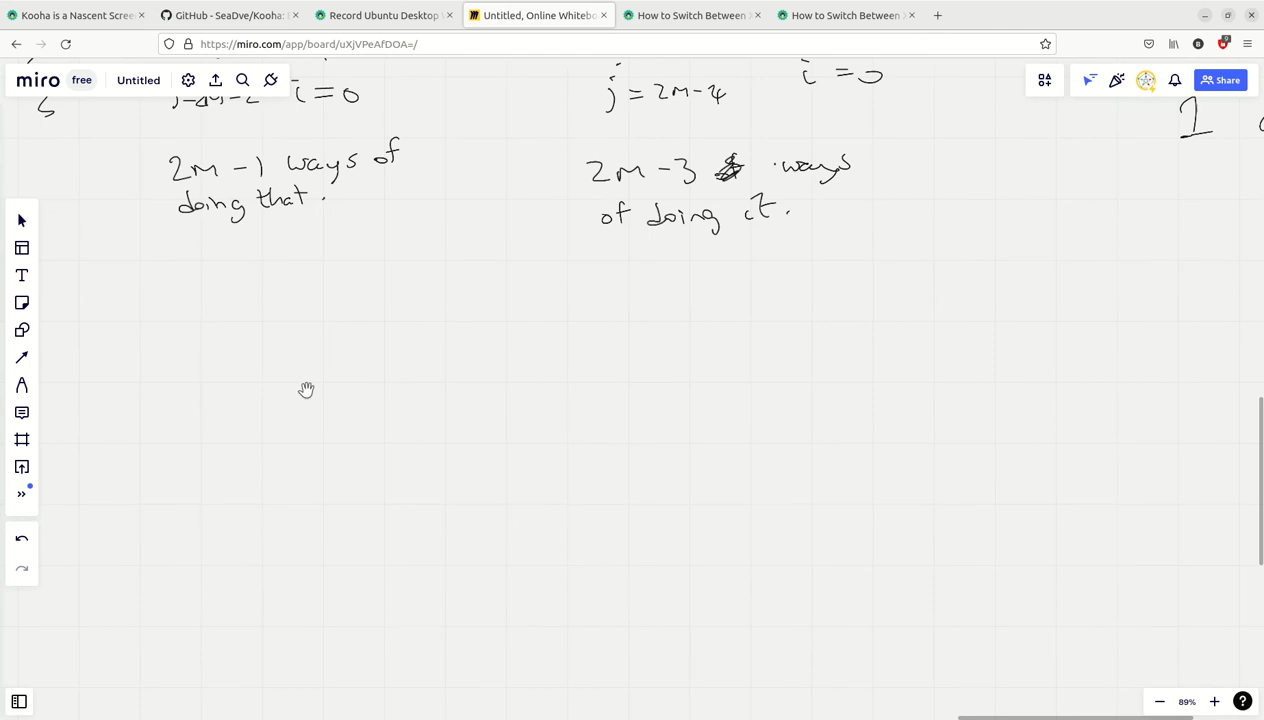 Kooha is a Nascent Scree
GitHub - SeaDve/Kooha: E
Record Ubuntu Desktop
Untitled, Online Whitebo
How to Switch Between
How to Switch Between
https://miro.com/app/board/uXjVPeAfDOA=/
miro free Untitled
Share
i = 0
j = 2m-4
i = 0
1
2m - 1 ways of
doing that.
2m - 3 ways
of doing it.
89%